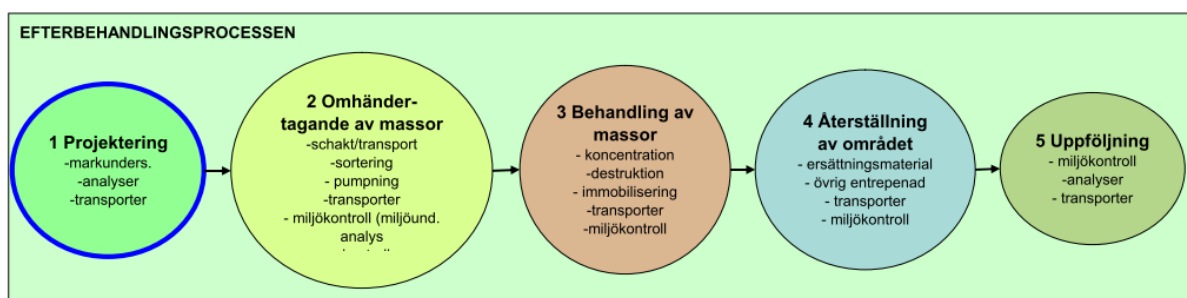 EFTERBEHANDLINGSPROCESSEN
1 Projektering
-markunders.
-analyser
-transporter
2 Omhänder-
tagande av massor
-schakt/transport
-sortering
- pumpning
-transporter
- miljökontroll (miljöund.
analys
3 Behandling av
massor
- koncentration
-destruktion
- immobilisering
-transporter
-miljökontroll
4 Återställning
av området
- ersättningsmaterial
- övrig entrepenad
- transporter
- miljökontroll
5 Uppföljning
- miljökontroll
-analyser
- transporter